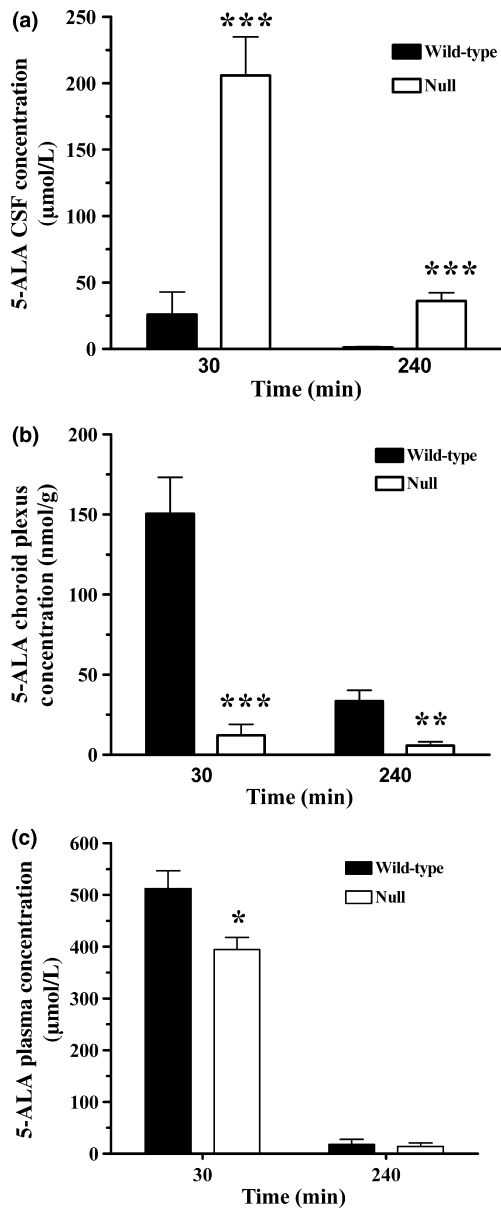 (a)
250
200
150
100
50
0
5-ALA CSF concentration
(µmol/L)
***
***
Wild-type
Null
30
240
Time (min)
(b)
200
150
100
50
0
5-ALA choroid plexus
concentration (nmol/g)
Wild-type
Null
***
**
30
240
Time (min)
(c)
600
500
400
300
200
100
0
5-ALA plasma concentration
(µmol/L)
Wild-type
Null
*
30
240
Time (min)